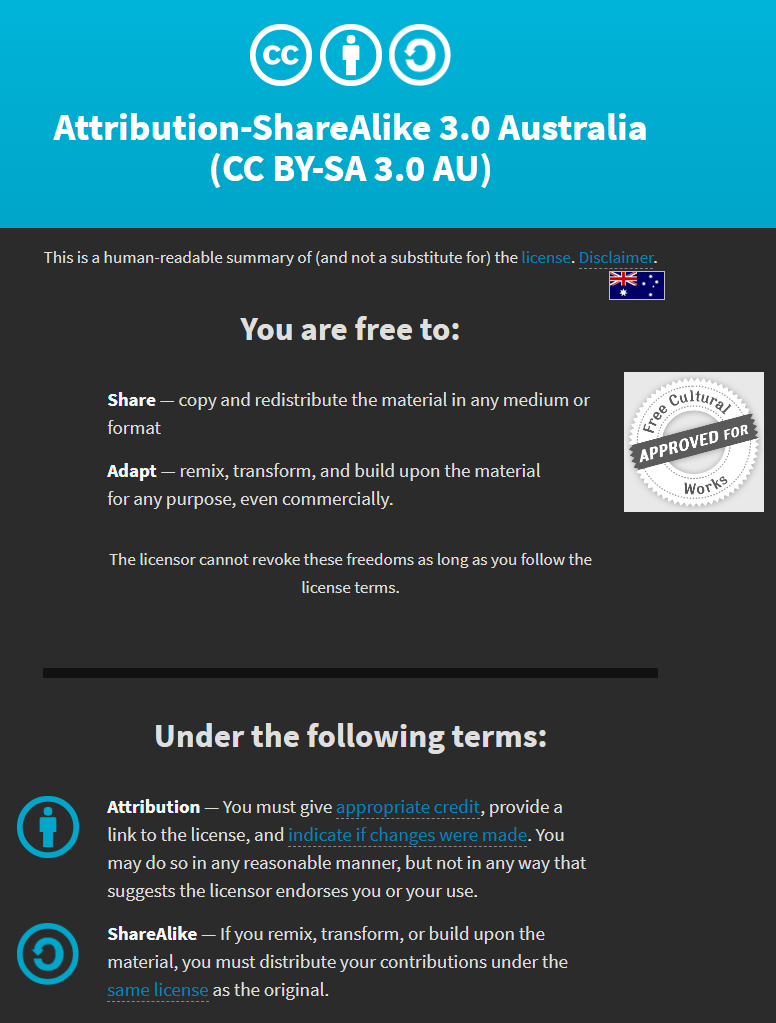 cc
Attribution-ShareAlike 3.0 Australia
(CC BY-SA 3.0 AU)
This is a human-readable summary of (and not a substitute for) the license. Disclaimer.
You are free to:
Share — copy and redistribute the material in any medium or
format
Adapt — remix, transform, and build upon the material
for any purpose, even commercially.
Free Cultural
APPROVED FOR
Works
The licensor cannot revoke these freedoms as long as you follow the
license terms.
Under the following terms:
Attribution — You must give appropriate credit, provide a
link to the license, and indicate if changes were made. You
may do so in any reasonable manner, but not in any way that
suggests the licensor endorses you or your use.
ShareAlike — If you remix, transform, or build upon the
material, you must distribute your contributions under the
same license as the original.